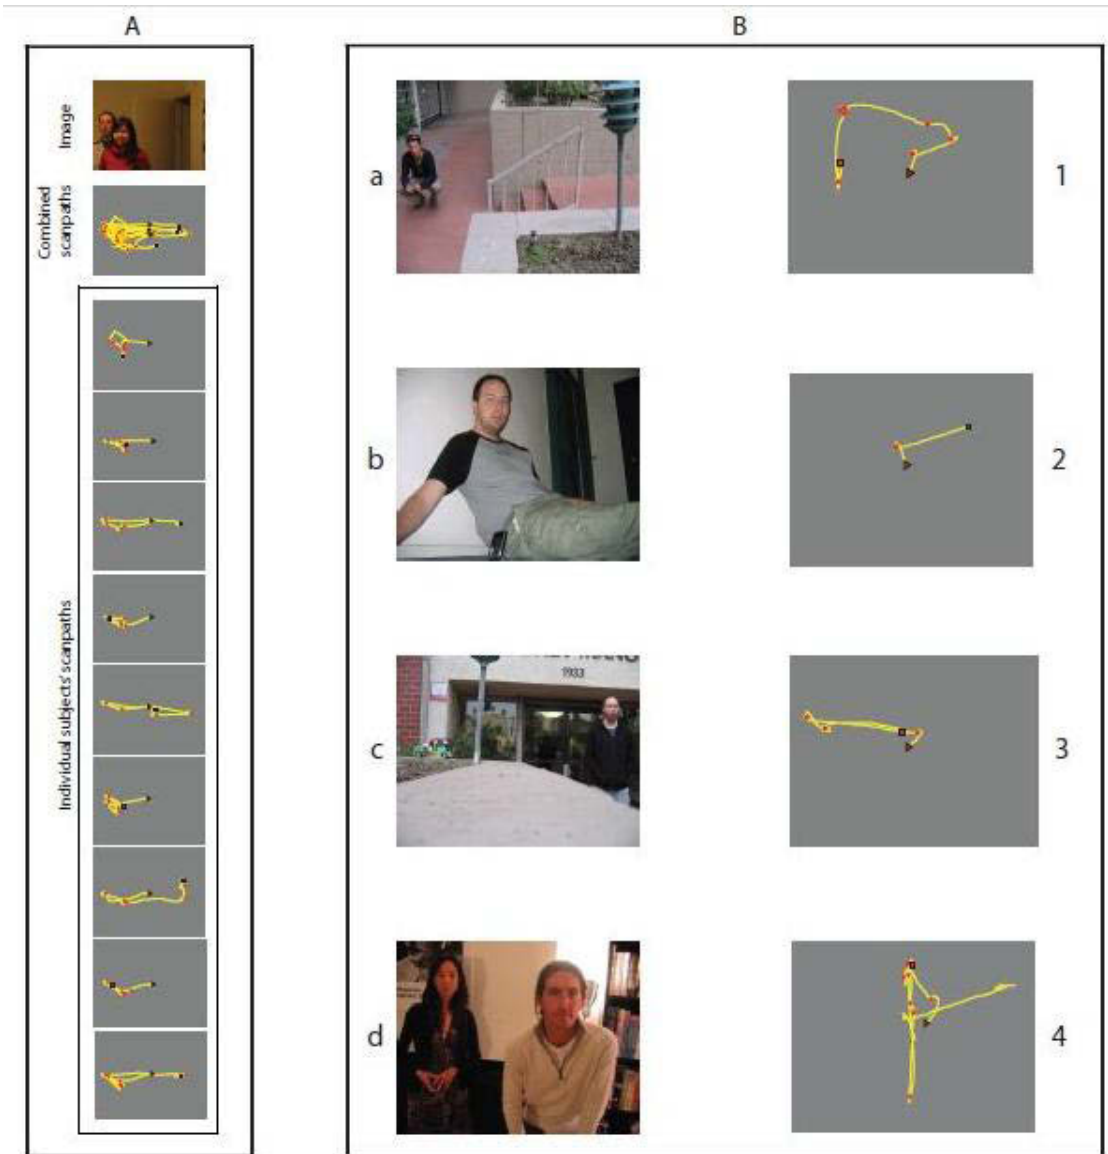 A
B
Image
Combined
scanpaths
Individual subjects' scanpaths
a
1
b
2
c
1933
3
d
4